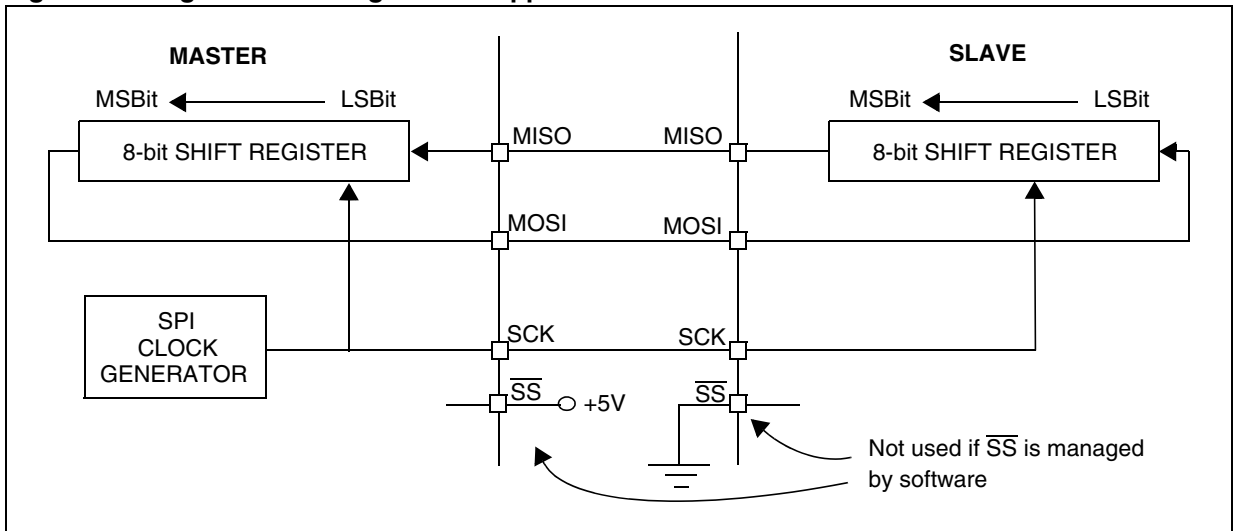 MASTER
SLAVE
MSBit
LSBit
MSBit
LSBit
8-bit SHIFT REGISTER
MISO
MISO
8-bit SHIFT REGISTER
MOSI
MOSI
SPI
CLOCK
GENERATOR
SCK
SCK
SS
+5V
SS
Not used if SS is managed
by software